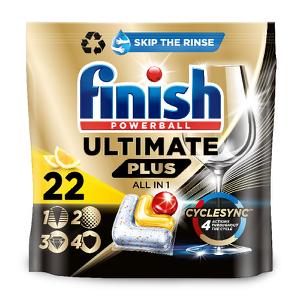 SKIP THE RINSE
finish
POWERBALL
ULTIMATE
PLUS
ALL IN 1
22
1 2
3 4
CYCLESYNC™
4 ACTIONS
THROUGHOUT
THE CYCLE